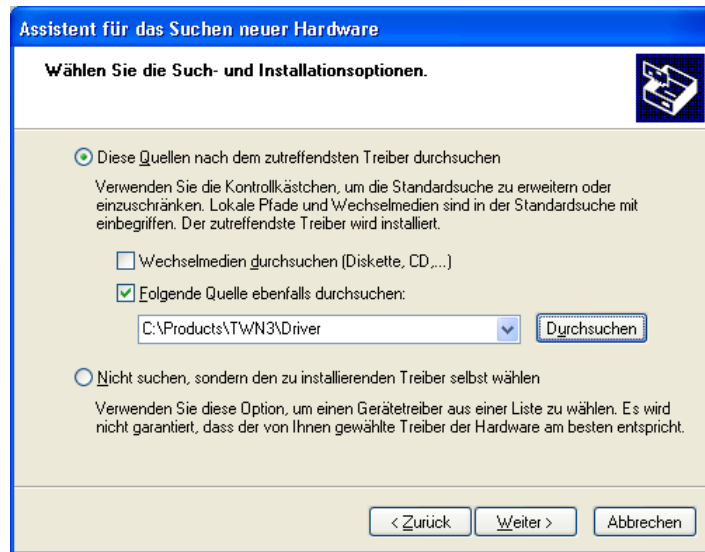 Assistent für das Suchen neuer Hardware
Wählen Sie die Such- und Installationsoptionen.
Diese Quellen nach dem zutreffendsten Treiber durchsuchen
Verwenden Sie die Kontrollkästchen, um die Standardsuche zu erweitern oder
einzuschränken. Lokale Pfade und Wechselmedien sind in der Standardsuche mit
einbegriffen. Der zutreffendste Treiber wird installiert.
Wechselmedien durchsuchen (Diskette, CD,...)
Folgende Quelle ebenfalls durchsuchen:
C:\Products\TWN3\Driver
Durchsuchen
Nicht suchen, sondern den zu installierenden Treiber selbst wählen
Verwenden Sie diese Option, um einen Gerätetreiber aus einer Liste zu wählen. Es wird
nicht garantiert, dass der von Ihnen gewählte Treiber der Hardware am besten entspricht.
< Zurück Weiter > Abbrechen